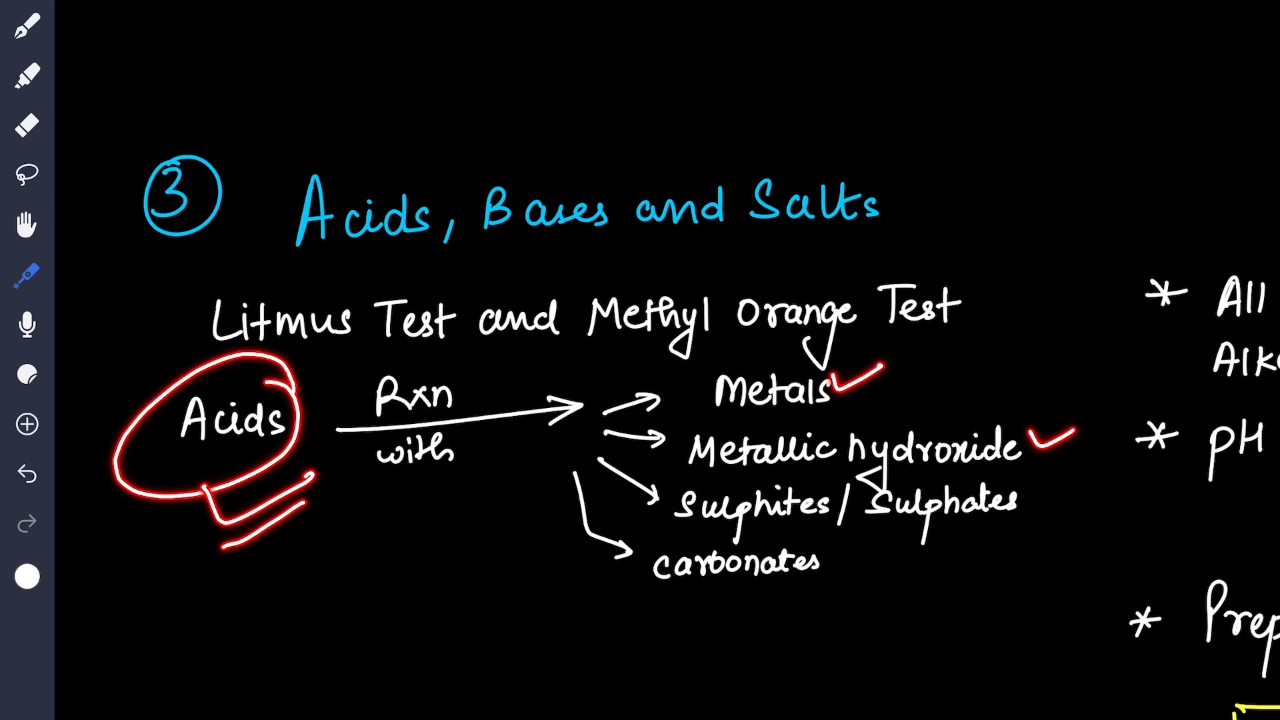 3 Acids, Bases and Salts
Litmus Test and Methyl Orange Test
Acids Rxn with
Metals
Metallic hydroxide
Sulphites / Sulphates
carbonates
* All
* pH
* Prep